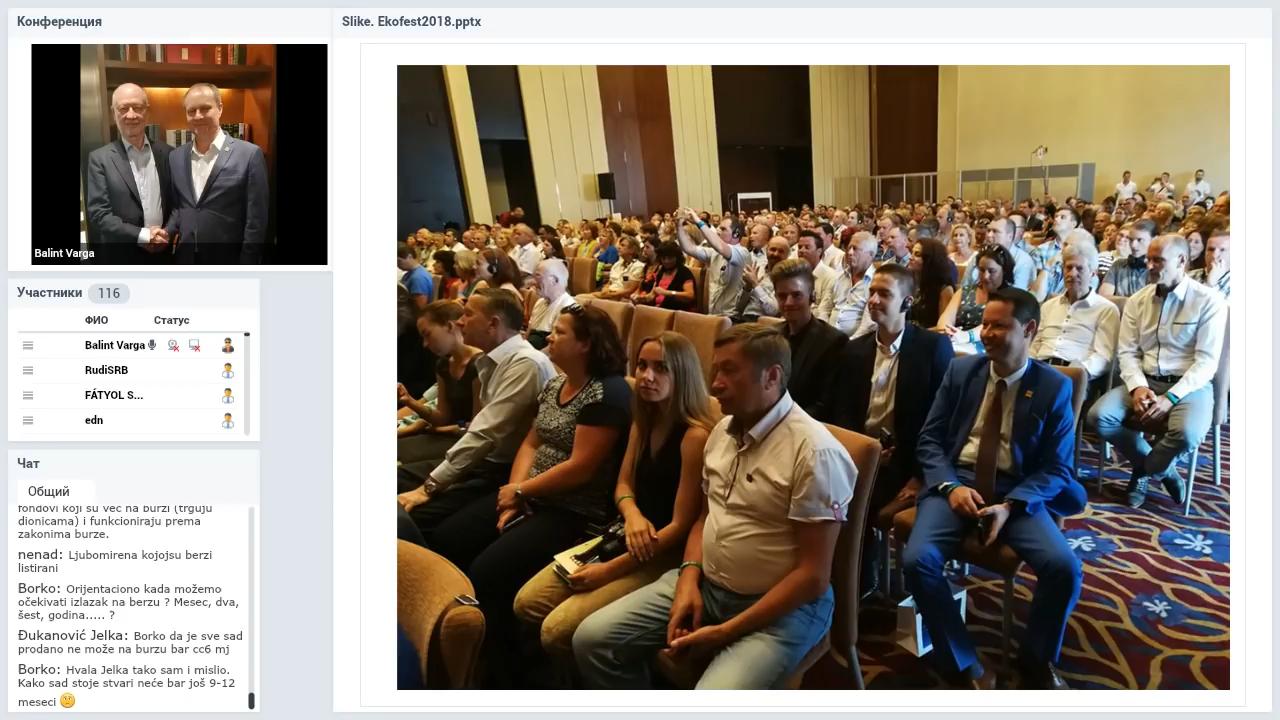 Конференция
Balint Varga
Участники 116
ФИО Статус
Balint Varga
RudiSRB
FÁTYOL S...
edn
Чат
Общий
fondovi koji su već na burzi (trguju
dionicama) i funkcioniraju prema
zakonima burze.
nenad: Ljubomirena kojojsu berzi
listirani
Borko: Orijentaciono kada možemo
očekivati izlazak na berzu ? Mesec, dva,
šest, godina..... ?
Đukanović Jelka: Borko da je sve sad
prodano ne može na burzu bar cc6 mj
Borko: Hvala Jelka tako sam i mislio.
Kako sad stoje stvari neće bar još 9-12
meseci
Slike. Ekofest2018.pptx